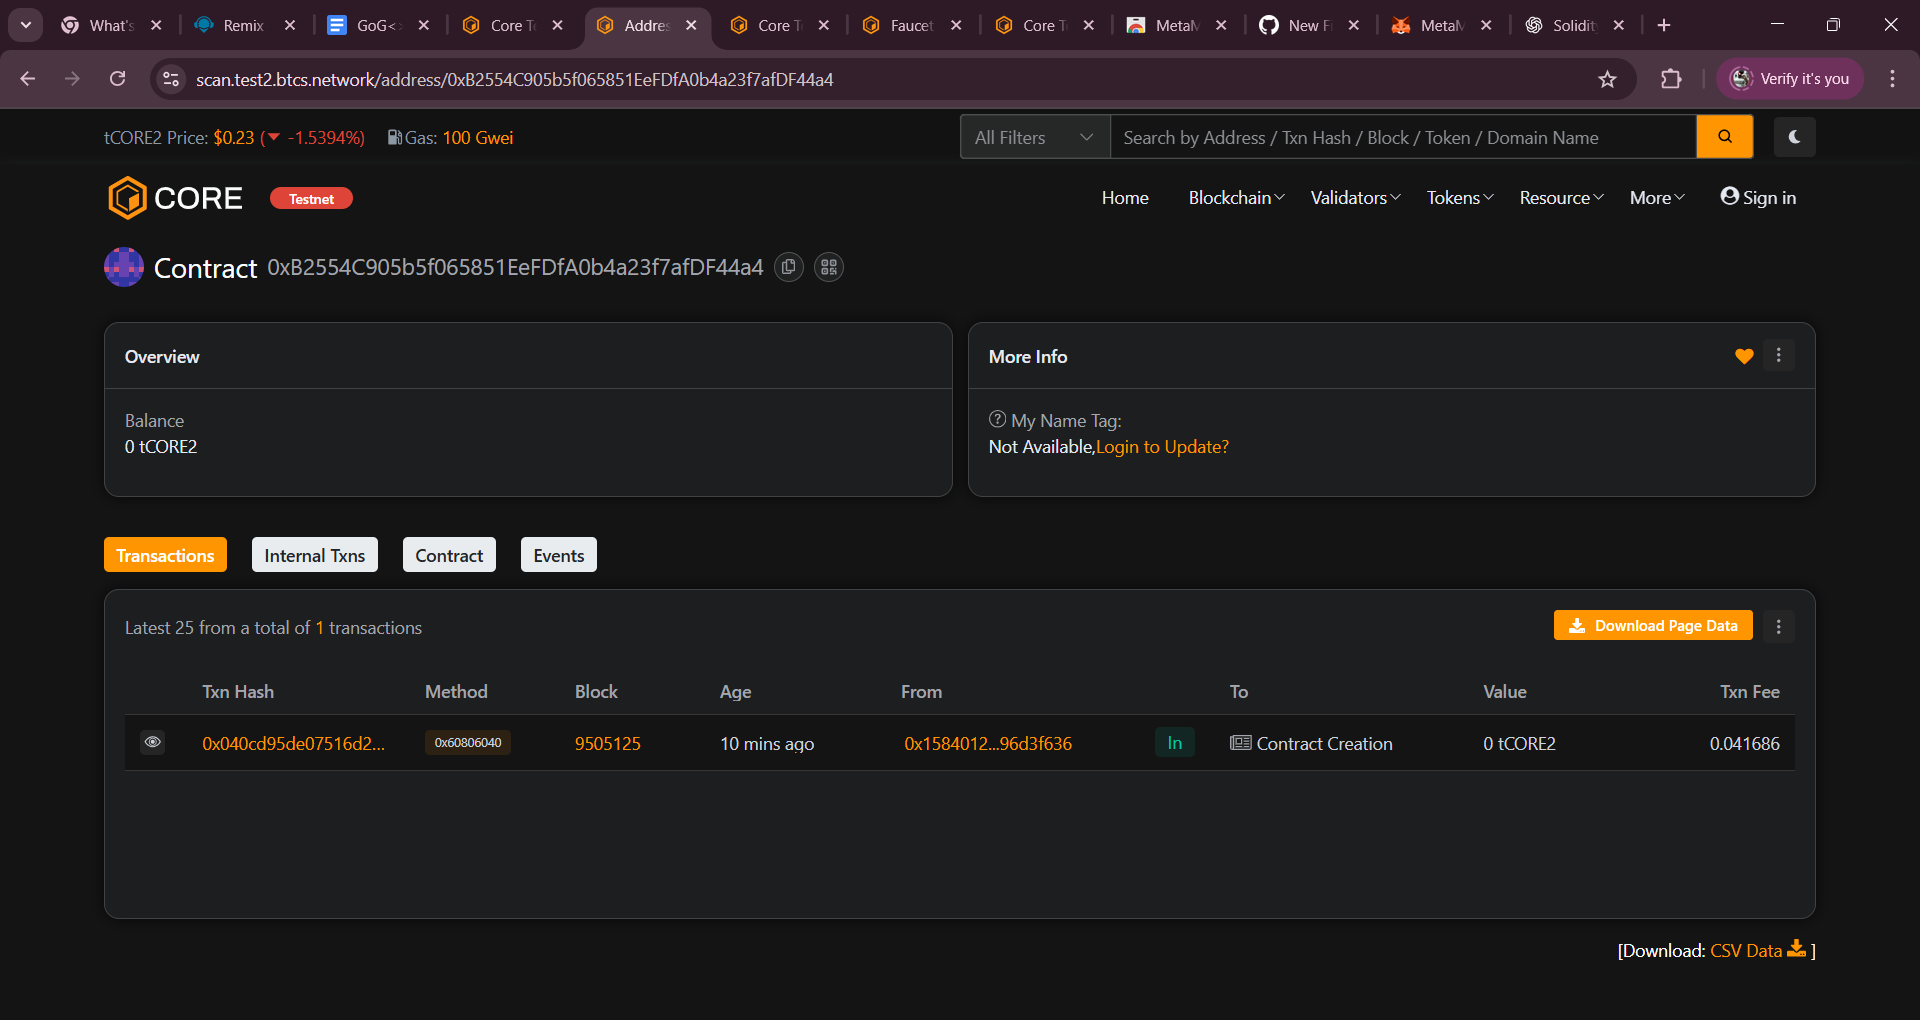 What's
Remix
GoG<>
Core Te
Addres
Core T
Faucet
Core T
MetaM
New Fi
MetaM
Solidit
scan.test2.btcs.network/address/0xB2554C905b5f065851EeFDfA0b4a23f7afDF44a4
Verify it's you
tCORE2 Price: $0.23 (▼ -1.5394%) Gas: 100 Gwei
All Filters
Search by Address / Txn Hash / Block / Token / Domain Name
CORE
Testnet
Home Blockchain Validators Tokens Resource More Sign in
Contract 0xB2554C905b5f065851EeFDfA0b4a23f7afDF44a4
Overview
Balance
0 tCORE2
More Info
My Name Tag:
Not Available,Login to Update?
Transactions Internal Txns Contract Events
Latest 25 from a total of 1 transactions
Download Page Data
Txn Hash Method Block Age From To Value Txn Fee
0x040cd95de07516d2... 0x60806040 9505125 10 mins ago 0x1584012...96d3f636 In Contract Creation 0 tCORE2 0.041686
[Download: CSV Data ]